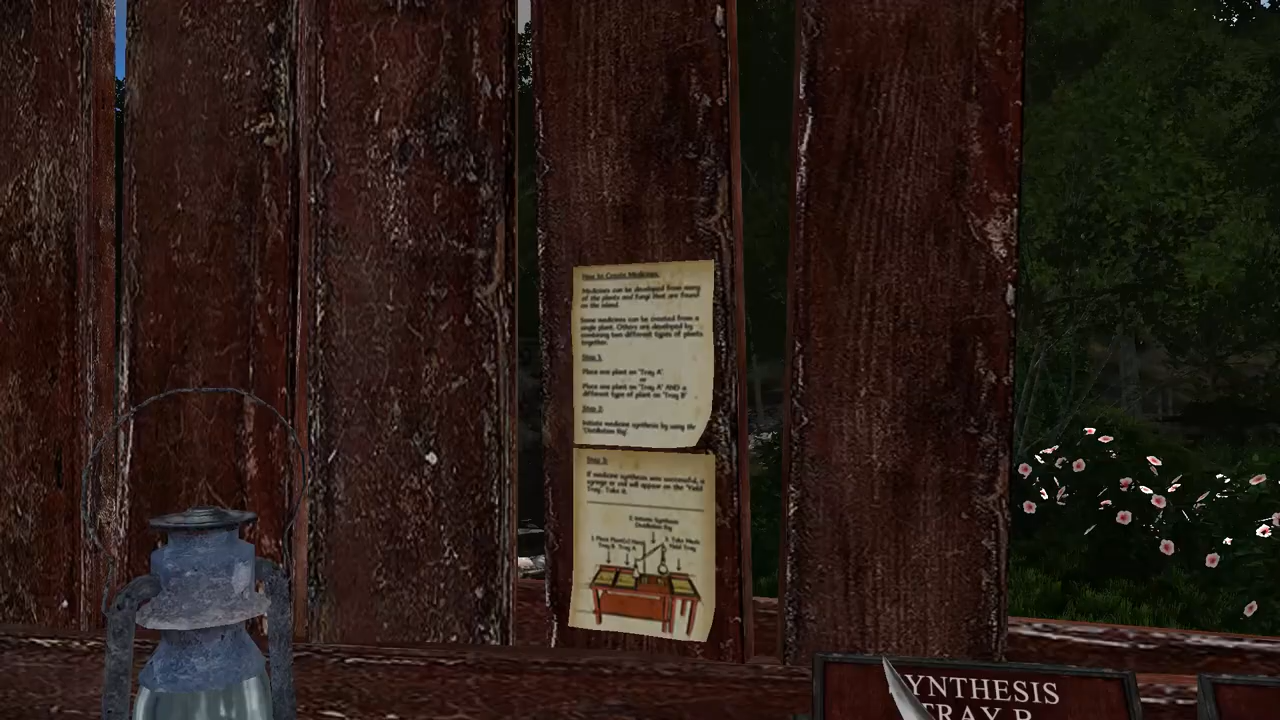 How to Create Medicines.
Medicines can be developed from many
of the plants and fungi that are found
on the island.
Some medicines can be created from a
single plant. Others are developed by
combining two different types of plants
together.
Step 1.
Place one plant on "Tray A"
or
Place one plant on "Tray A" AND a
different type of plant on "Tray B"
Step 2:
Initiate medicine synthesis by using the
"Distillation Rig"
Step 3:
If medicine synthesis was successful, a
syringe or vial will appear on the "Yield
Tray". Take it.
2. Initiate Synthesis
Distillation Rig
1. Place Plant(s) Here
Tray B Tray A
3. Take Meds
Yield Tray
YNTHESIS
TRAY B